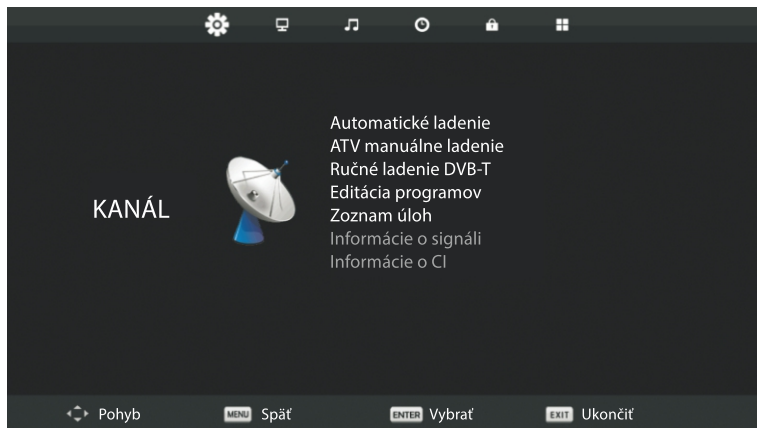 Automatické ladenie
ATV manuálne ladenie
Ručné ladenie DVB-T
Editácia programov
KANÁL
Zoznam úloh
Informácie o signáli
Informácie o CI
Pohyb MENU Späť ENTER Vybrať EXIT Ukončiť